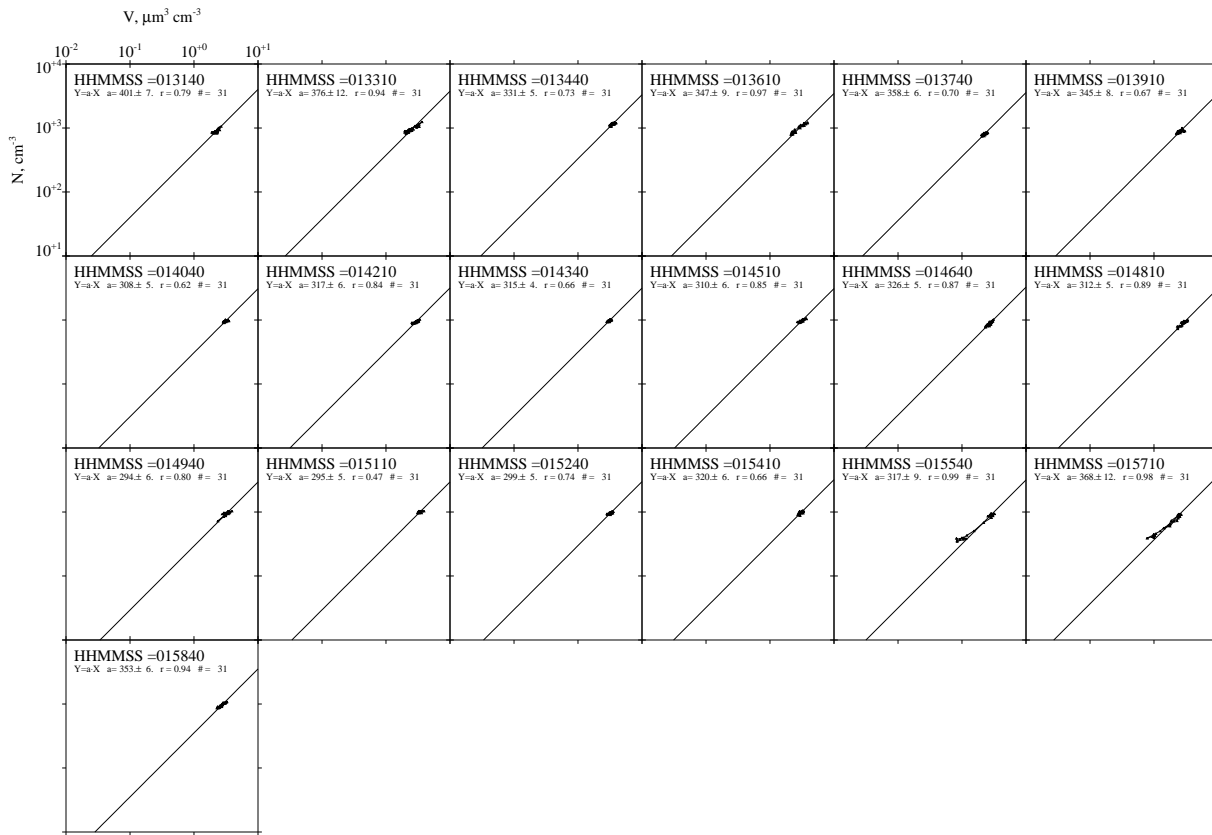 V, μm³ cm⁻³
10⁻² 10⁻¹ 10⁺⁰ 10⁺¹
N, cm⁻³
10⁺⁴
10⁺³
10⁺²
10⁺¹
HHMMSS =013140
Y=a·X a= 401.± 7. r = 0.79 # = 31
HHMMSS =013310
Y=a·X a= 376.± 12. r = 0.94 # = 31
HHMMSS =013440
Y=a·X a= 331.± 5. r = 0.73 # = 31
HHMMSS =013610
Y=a·X a= 347.± 9. r = 0.97 # = 31
HHMMSS =013740
Y=a·X a= 358.± 6. r = 0.70 # = 31
HHMMSS =013910
Y=a·X a= 345.± 8. r = 0.67 # = 31
HHMMSS =014040
Y=a·X a= 308.± 5. r = 0.62 # = 31
HHMMSS =014210
Y=a·X a= 317.± 6. r = 0.84 # = 31
HHMMSS =014340
Y=a·X a= 315.± 4. r = 0.66 # = 31
HHMMSS =014510
Y=a·X a= 310.± 6. r = 0.85 # = 31
HHMMSS =014640
Y=a·X a= 326.± 5. r = 0.87 # = 31
HHMMSS =014810
Y=a·X a= 312.± 5. r = 0.89 # = 31
HHMMSS =014940
Y=a·X a= 294.± 6. r = 0.80 # = 31
HHMMSS =015110
Y=a·X a= 295.± 5. r = 0.47 # = 31
HHMMSS =015240
Y=a·X a= 299.± 5. r = 0.74 # = 31
HHMMSS =015410
Y=a·X a= 320.± 6. r = 0.66 # = 31
HHMMSS =015540
Y=a·X a= 317.± 9. r = 0.99 # = 31
HHMMSS =015710
Y=a·X a= 368.± 12. r = 0.98 # = 31
HHMMSS =015840
Y=a·X a= 353.± 6. r = 0.94 # = 31